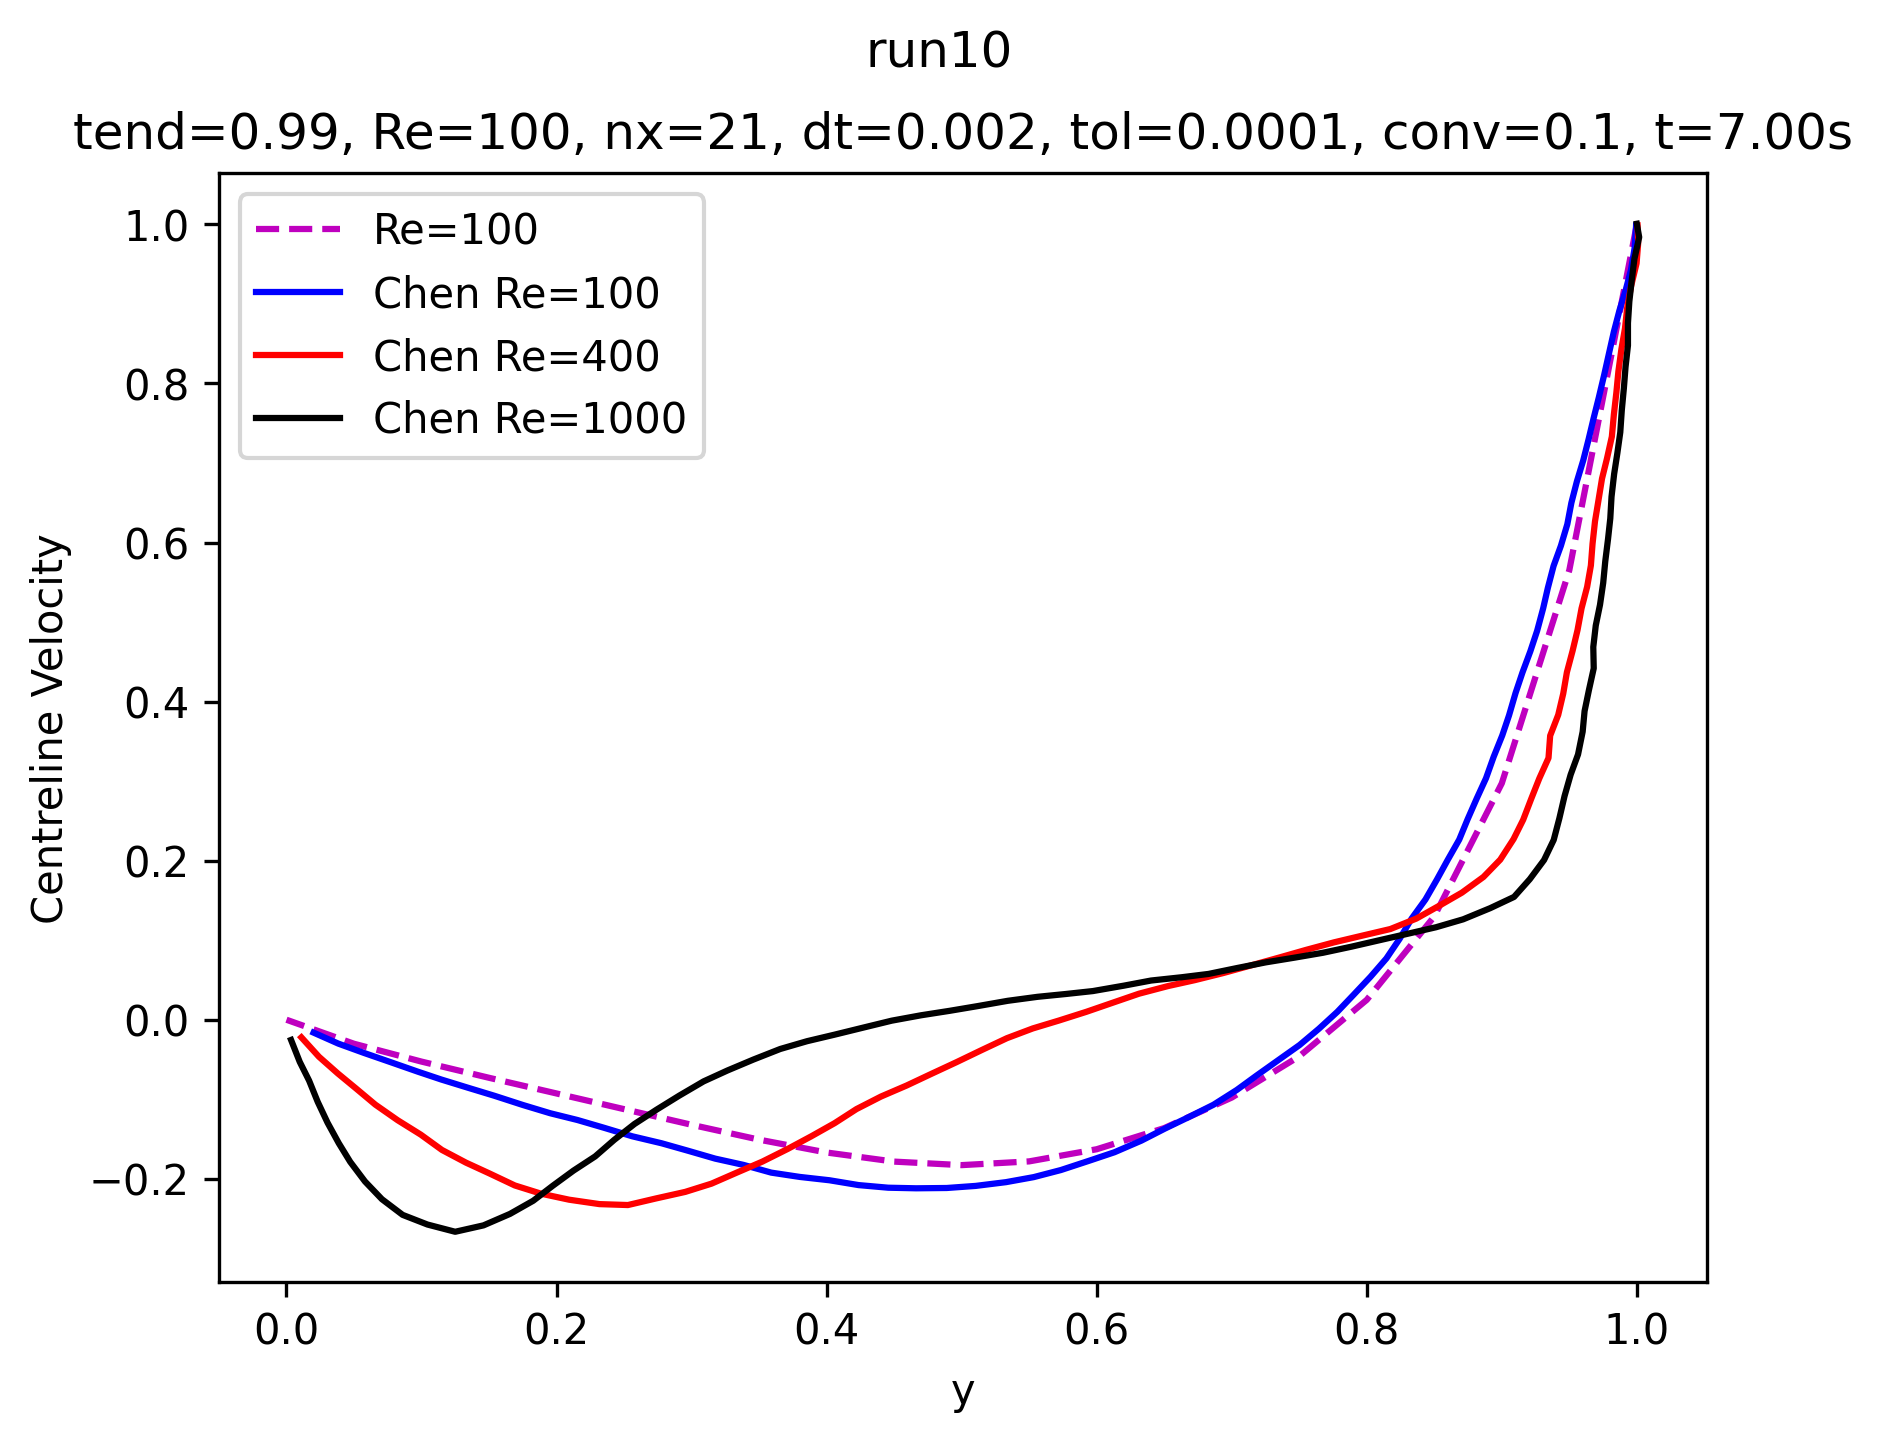 run10
tend=0.99, Re=100, nx=21, dt=0.002, tol=0.0001, conv=0.1, t=7.00s
Re=100
Chen Re=100
Chen Re=400
Chen Re=1000
Centreline Velocity
1.0
0.8
0.6
0.4
0.2
0.0
−0.2
0.0 0.2 0.4 0.6 0.8 1.0
y